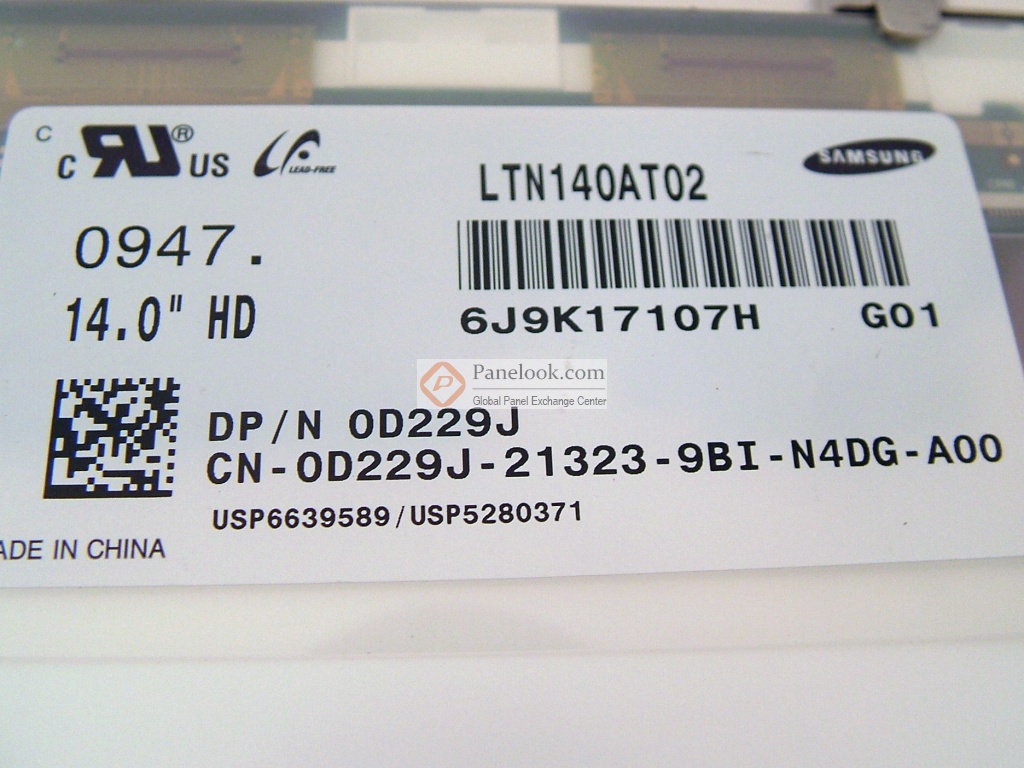 C
C RU® US LEAD-FREE
LTN140AT02
SAMSUNG
0947.
14.0" HD
6J9K17107H G01
Panelook.com
Global Panel Exchange Center
DP/N 0D229J
CN-0D229J-21323-9BI-N4DG-A00
USP6639589/USP5280371
ADE IN CHINA